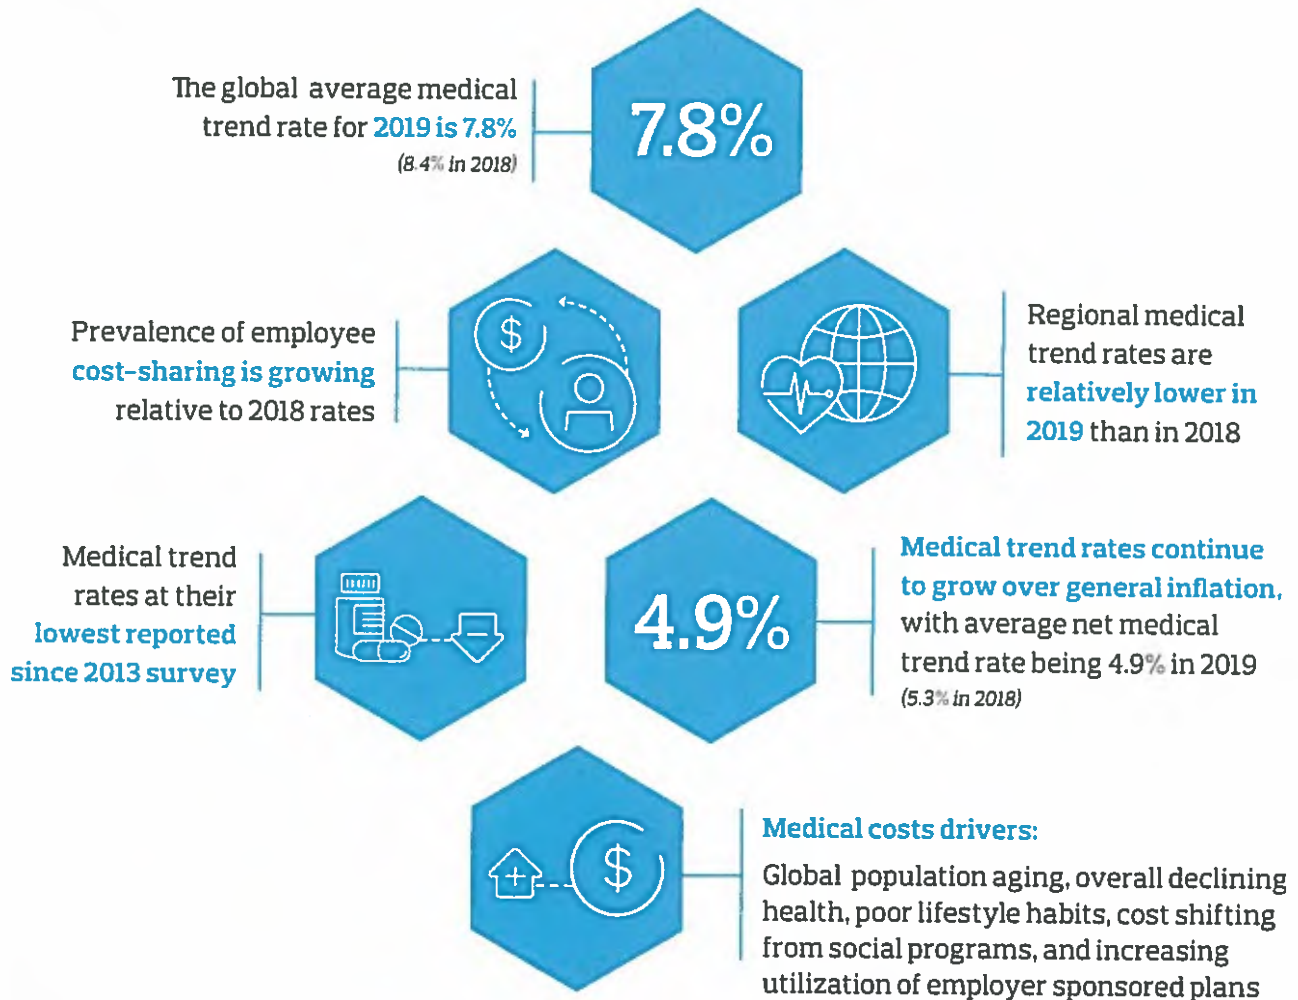 The global average medical
trend rate for 2019 is 7.8%
(8.4% in 2018)
7.8%
Prevalence of employee
cost-sharing is growing
relative to 2018 rates
$
Regional medical
trend rates are
relatively lower in
2019 than in 2018
Medical trend
rates at their
lowest reported
since 2013 survey
4.9%
Medical trend rates continue
to grow over general inflation,
with average net medical
trend rate being 4.9% in 2019
(5.3% in 2018)
$
Medical costs drivers:
Global population aging, overall declining
health, poor lifestyle habits, cost shifting
from social programs, and increasing
utilization of employer sponsored plans